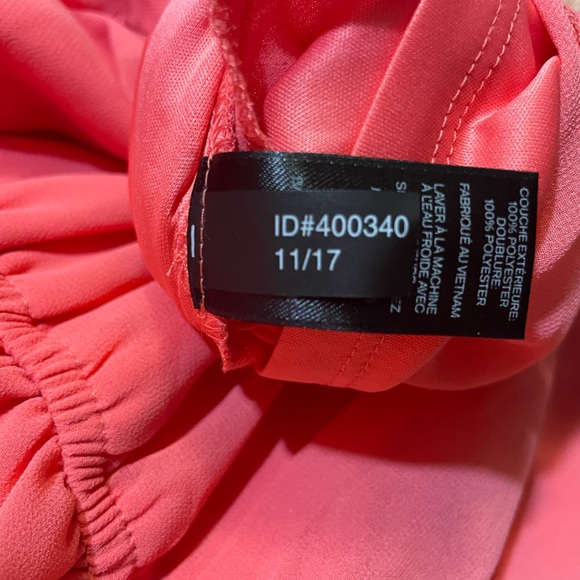 ID#400340
11/17
COUCHE EXTÉRIEURE:
100% POLYESTER
DOUBLURE:
100% POLYESTER
FABRIQUÉ AU VIETNAM
LAVER À LA MACHINE
À L'EAU FROIDE AVEC